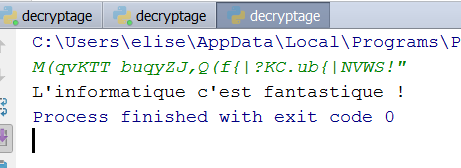 decryptage decryptage decryptage
C:\Users\elise\AppData\Local\Programs\P
M(qvKTT buqyZJ,Q(f{|?KC.ub{|NVWS!"
L'informatique c'est fantastique !
Process finished with exit code 0